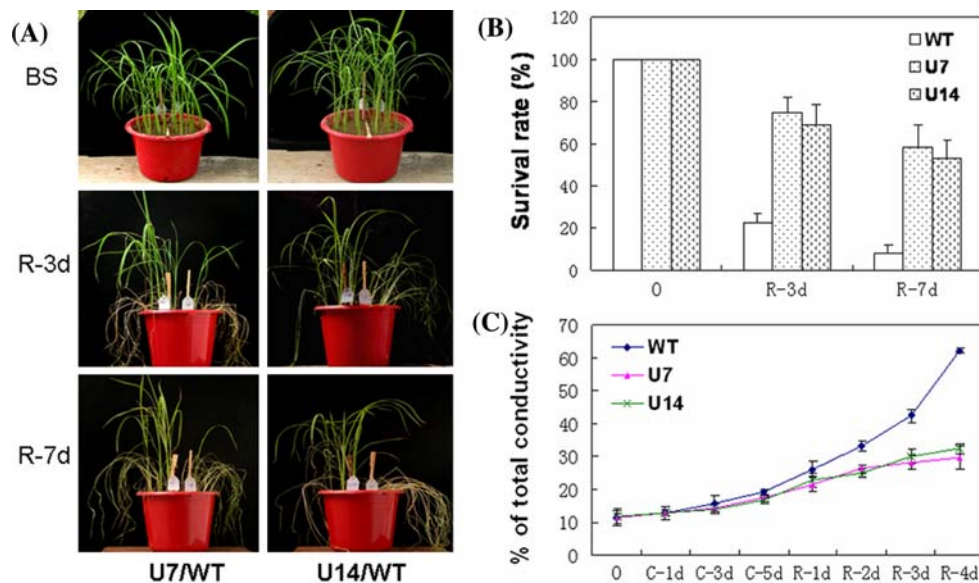 (A)
BS
R-3d
R-7d
U7/WT
U14/WT
(B)
Surival rate (%)
120
100
80
60
40
20
0
WT
U7
U14
0
R-3d
R-7d
(C)
% of total conductivity
70
60
50
40
30
20
10
0
WT
U7
U14
0 C-1d C-3d C-5d R-1d R-2d R-3d R-4d